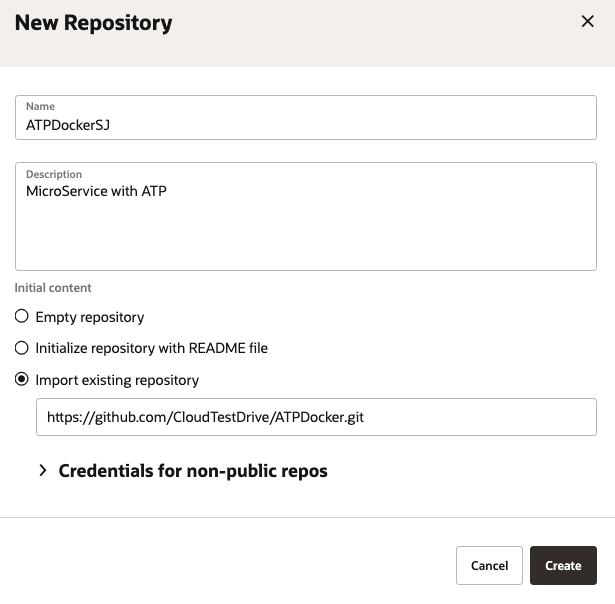 New Repository
Name
ATPDockerSJ
Description
MicroService with ATP
Initial content
Empty repository
Initialize repository with README file
Import existing repository
https://github.com/CloudTestDrive/ATPDocker.git
Credentials for non-public repos
Cancel
Create